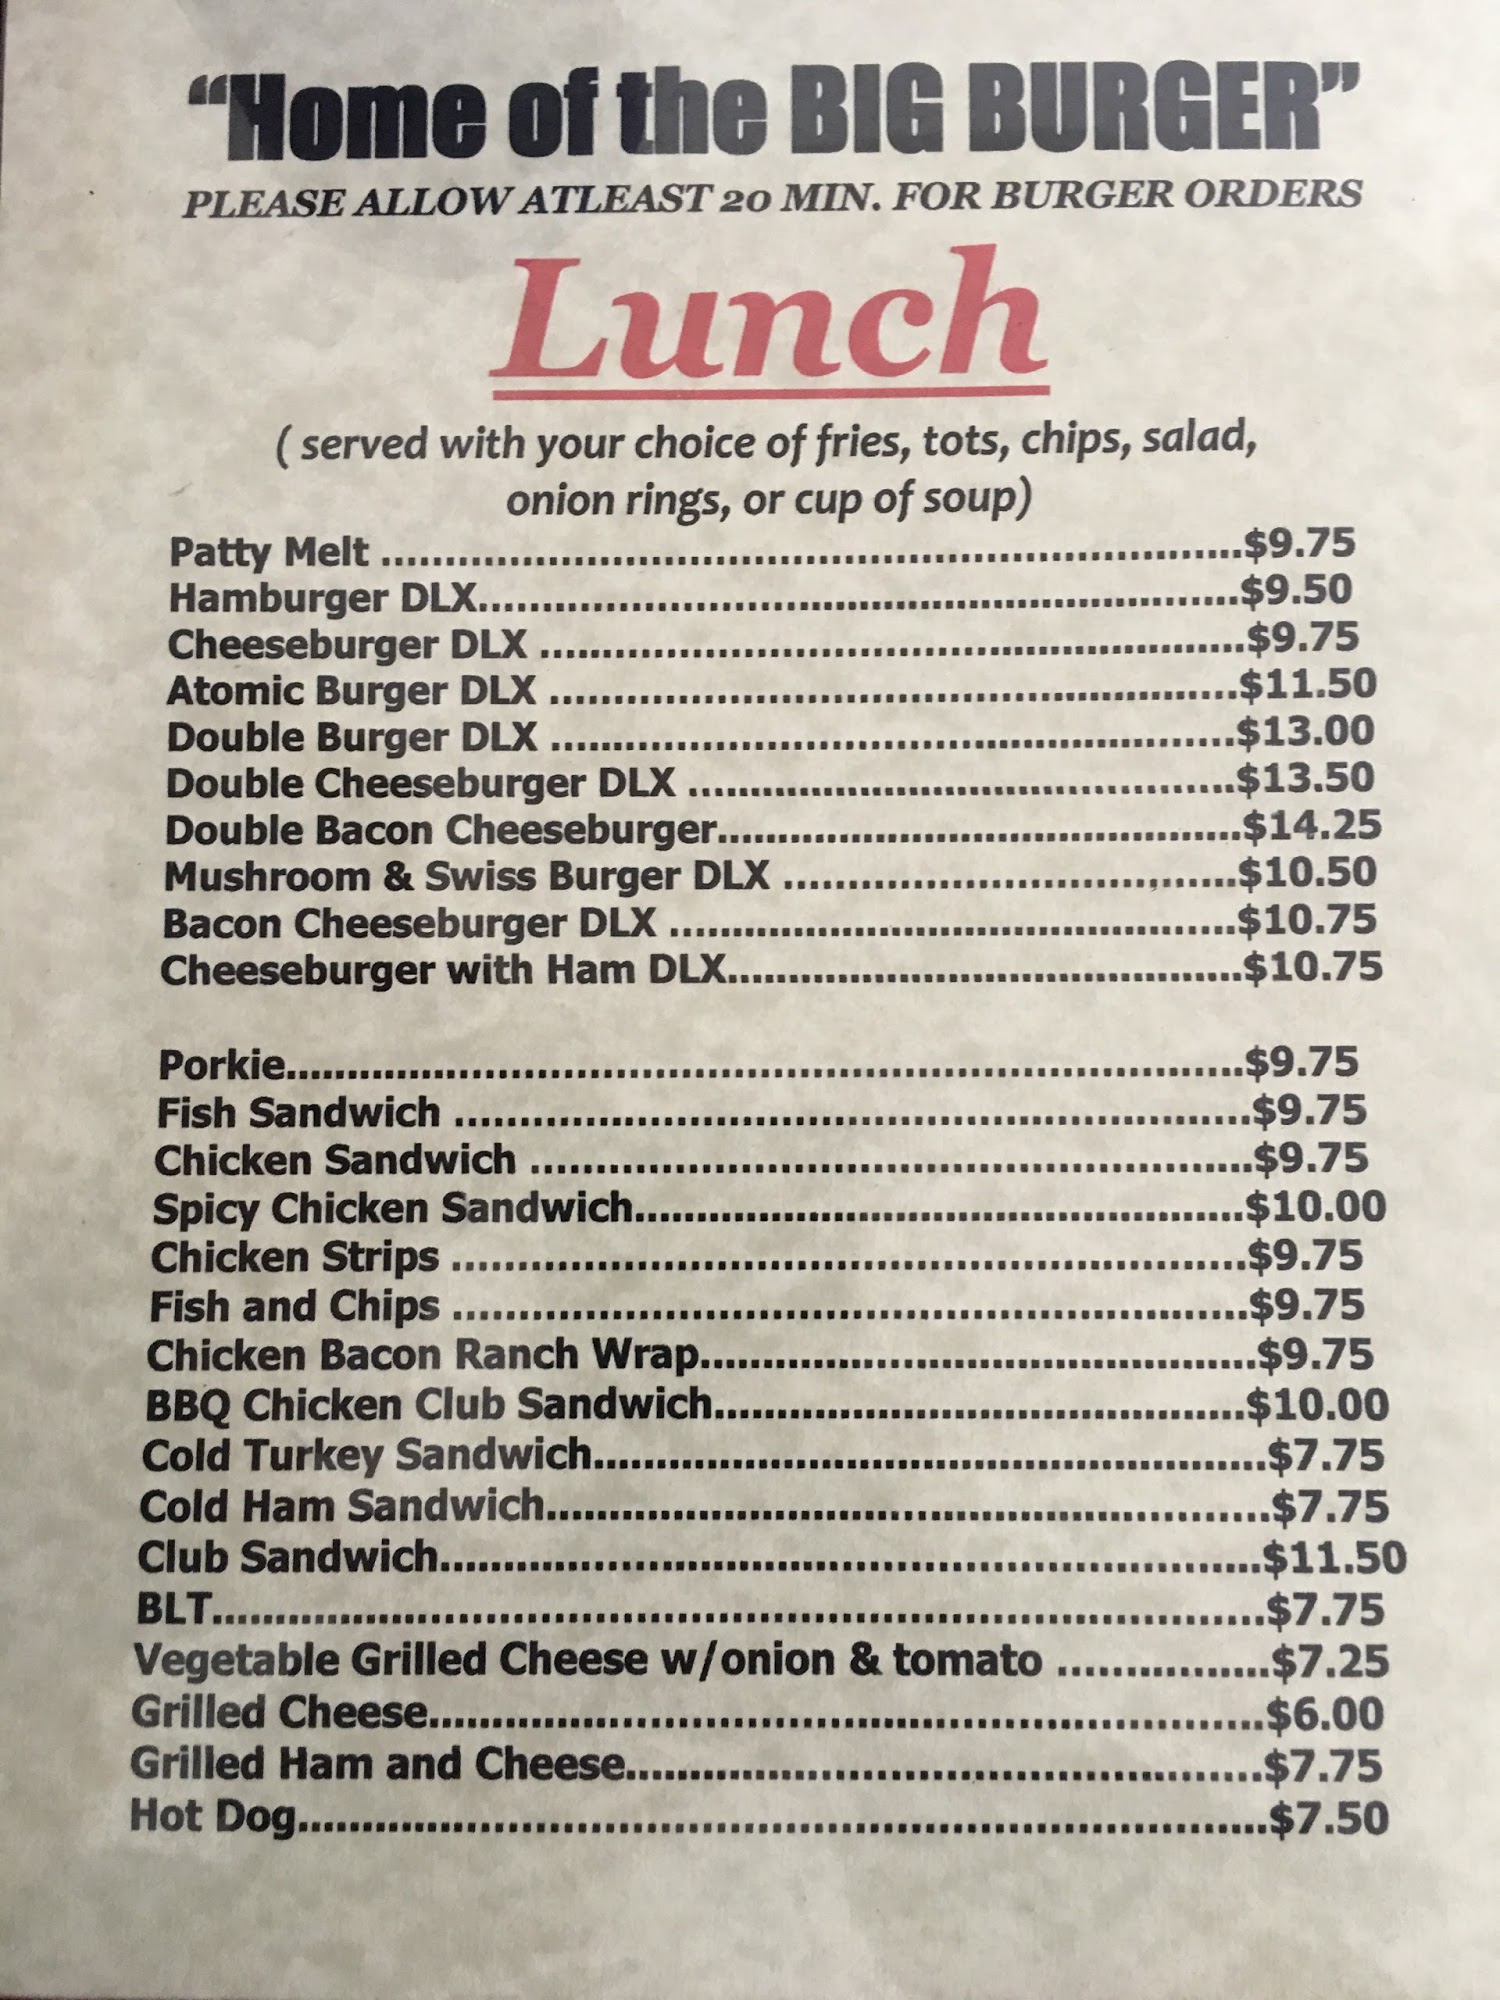 “Home of the BIG BURGER”
PLEASE ALLOW ATLEAST 20 MIN. FOR BURGER ORDERS
Lunch
( served with your choice of fries, tots, chips, salad,
onion rings, or cup of soup)
Patty Melt ....................................................................$9.75
Hamburger DLX............................................................$9.50
Cheeseburger DLX ........................................................$9.75
Atomic Burger DLX ......................................................$11.50
Double Burger DLX ......................................................$13.00
Double Cheeseburger DLX ...........................................$13.50
Double Bacon Cheeseburger.........................................$14.25
Mushroom & Swiss Burger DLX ....................................$10.50
Bacon Cheeseburger DLX .............................................$10.75
Cheeseburger with Ham DLX.........................................$10.75
Porkie............................................................................$9.75
Fish Sandwich ...............................................................$9.75
Chicken Sandwich .........................................................$9.75
Spicy Chicken Sandwich................................................$10.00
Chicken Strips ...............................................................$9.75
Fish and Chips ...............................................................$9.75
Chicken Bacon Ranch Wrap............................................$9.75
BBQ Chicken Club Sandwich..........................................$10.00
Cold Turkey Sandwich.....................................................$7.75
Cold Ham Sandwich.........................................................$7.75
Club Sandwich.................................................................$11.50
BLT...................................................................................$7.75
Vegetable Grilled Cheese w/onion & tomato .................$7.25
Grilled Cheese..................................................................$6.00
Grilled Ham and Cheese..................................................$7.75
Hot Dog............................................................................$7.50